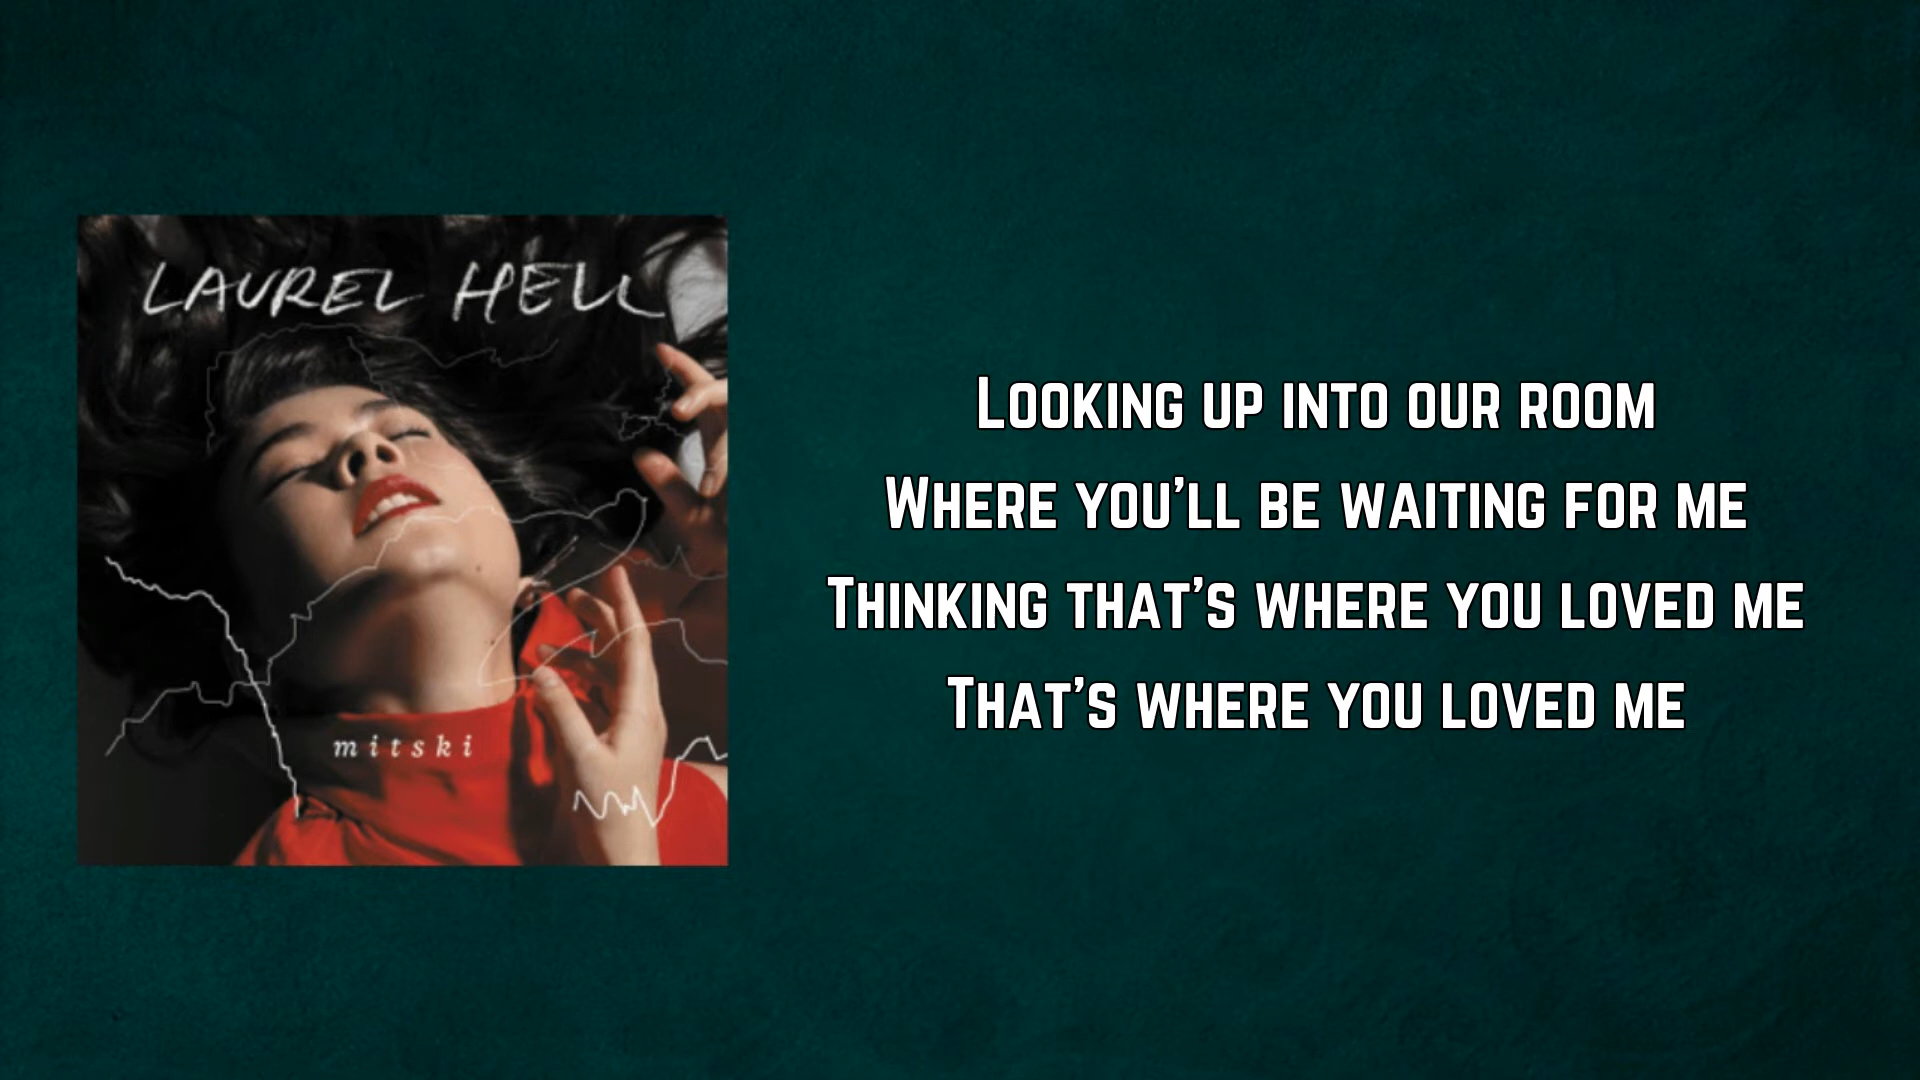 LAUREL HELL
mitski
Looking up into our room
Where you'll be waiting for me
Thinking that's where you loved me
That's where you loved me